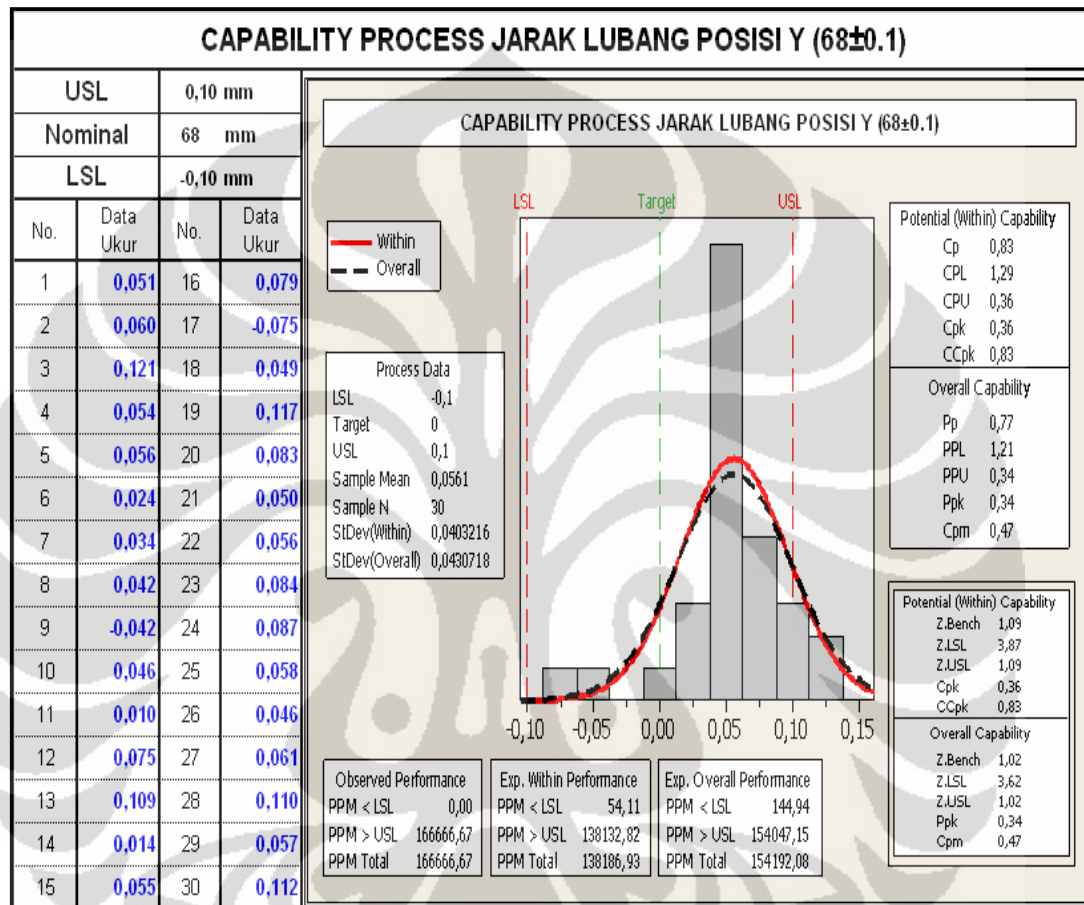 CAPABILITY PROCESS JARAK LUBANG POSISI Y (68±0.1)
USL 0,10 mm
Nominal 68 mm
LSL -0,10 mm
No. Data Ukur No. Data Ukur
1 0,051 16 0,079
2 0,060 17 -0,075
3 0,121 18 0,049
4 0,054 19 0,117
5 0,056 20 0,083
6 0,024 21 0,050
7 0,034 22 0,056
8 0,042 23 0,084
9 -0,042 24 0,087
10 0,046 25 0,058
11 0,010 26 0,046
12 0,075 27 0,061
13 0,109 28 0,110
14 0,014 29 0,057
15 0,055 30 0,112
CAPABILITY PROCESS JARAK LUBANG POSISI Y (68±0.1)
LSL Target USL
Within
Overall
Process Data
LSL -0,1
Target 0
USL 0,1
Sample Mean 0,0561
Sample N 30
StDev(Within) 0,0403216
StDev(Overall) 0,0430718
-0,10 -0,05 0,00 0,05 0,10 0,15
Potential (Within) Capability
Cp 0,83
CPL 1,29
CPU 0,36
Cpk 0,36
CCpk 0,83
Overall Capability
Pp 0,77
PPL 1,21
PPU 0,34
Ppk 0,34
Cpm 0,47
Potential (Within) Capability
Z.Bench 1,09
Z.LSL 3,87
Z.USL 1,09
Cpk 0,36
CCpk 0,83
Overall Capability
Z.Bench 1,02
Z.LSL 3,62
Z.USL 1,02
Ppk 0,34
Cpm 0,47
Observed Performance
PPM < LSL 0,00
PPM > USL 166666,67
PPM Total 166666,67
Exp. Within Performance
PPM < LSL 54,11
PPM > USL 138132,82
PPM Total 138186,93
Exp. Overall Performance
PPM < LSL 144,94
PPM > USL 154047,15
PPM Total 154192,08